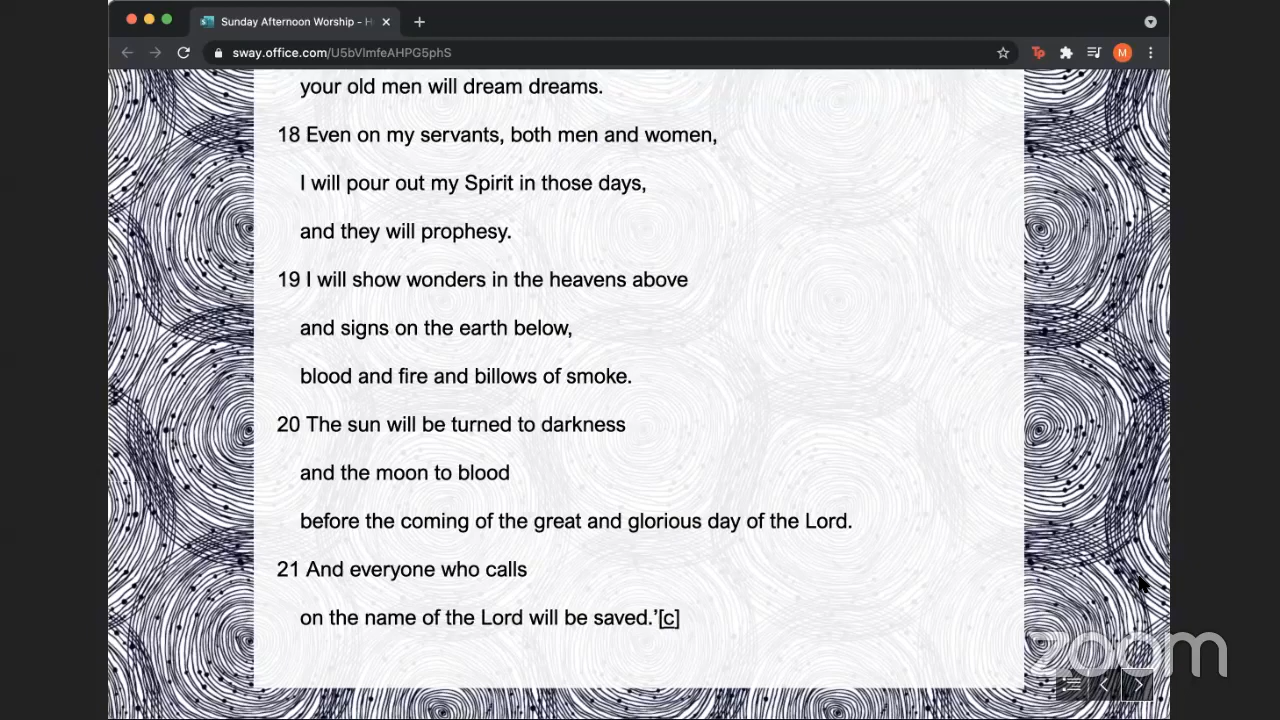 Sunday Afternoon Worship - H
sway.office.com/U5bVImfeAHPG5phS
Tp
M
your old men will dream dreams.
18 Even on my servants, both men and women,
I will pour out my Spirit in those days,
and they will prophesy.
19 I will show wonders in the heavens above
and signs on the earth below,
blood and fire and billows of smoke.
20 The sun will be turned to darkness
and the moon to blood
before the coming of the great and glorious day of the Lord.
21 And everyone who calls
on the name of the Lord will be saved.’[c]
zoom